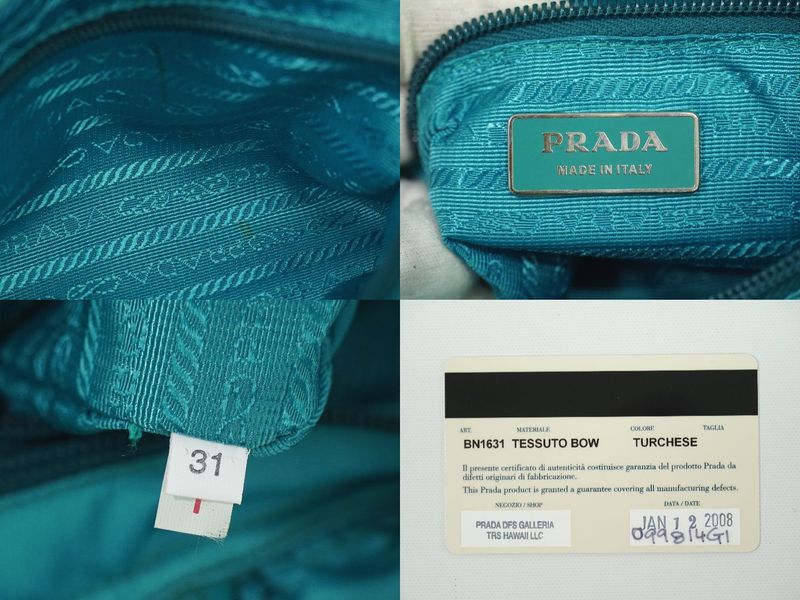 PRADA
PRADA
MADE IN ITALY
31
ART. MATERIALE COLORE TAGLIA
BN1631 TESSUTO BOW TURCHESE
Il presente certificato di autenticità costituisce garanzia del prodotto Prada da
difetti originari di fabbricazione.
This Prada product is granted a guarantee covering all manufacturing defects.
NEGOZIO / SHOP DATA / DATE
PRADA DFS GALLERIA
TRS HAWAII LLC
JAN 12 2008
099814G1